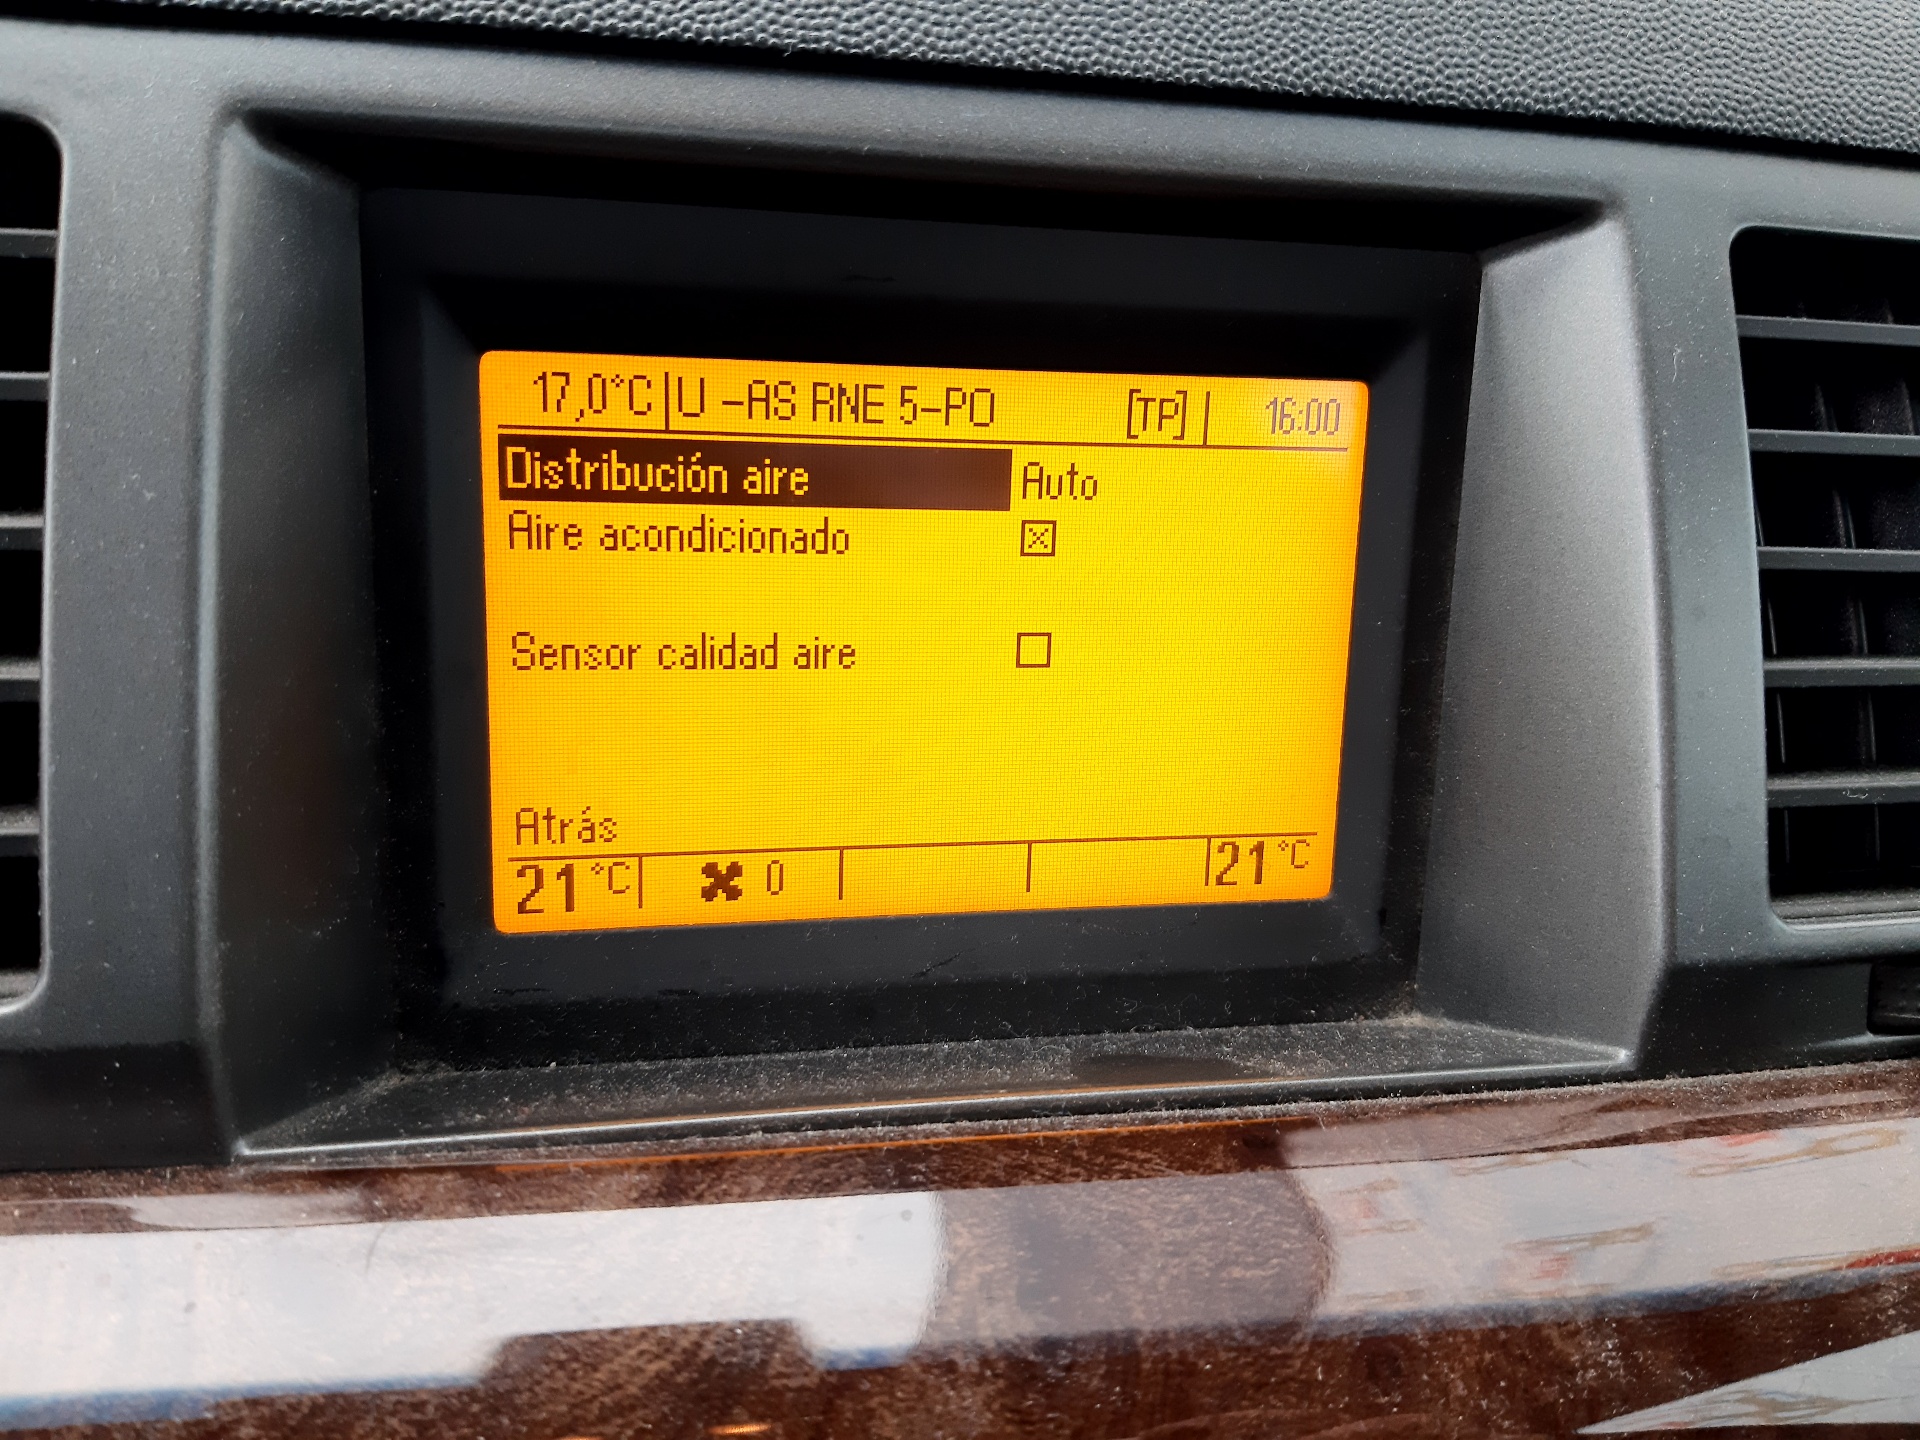 17,0°C U -AS RNE 5-PO [TP] 16:00
Distribución aire Auto
Aire acondicionado
Sensor calidad aire
Atrás
21 °C 0 21 °C